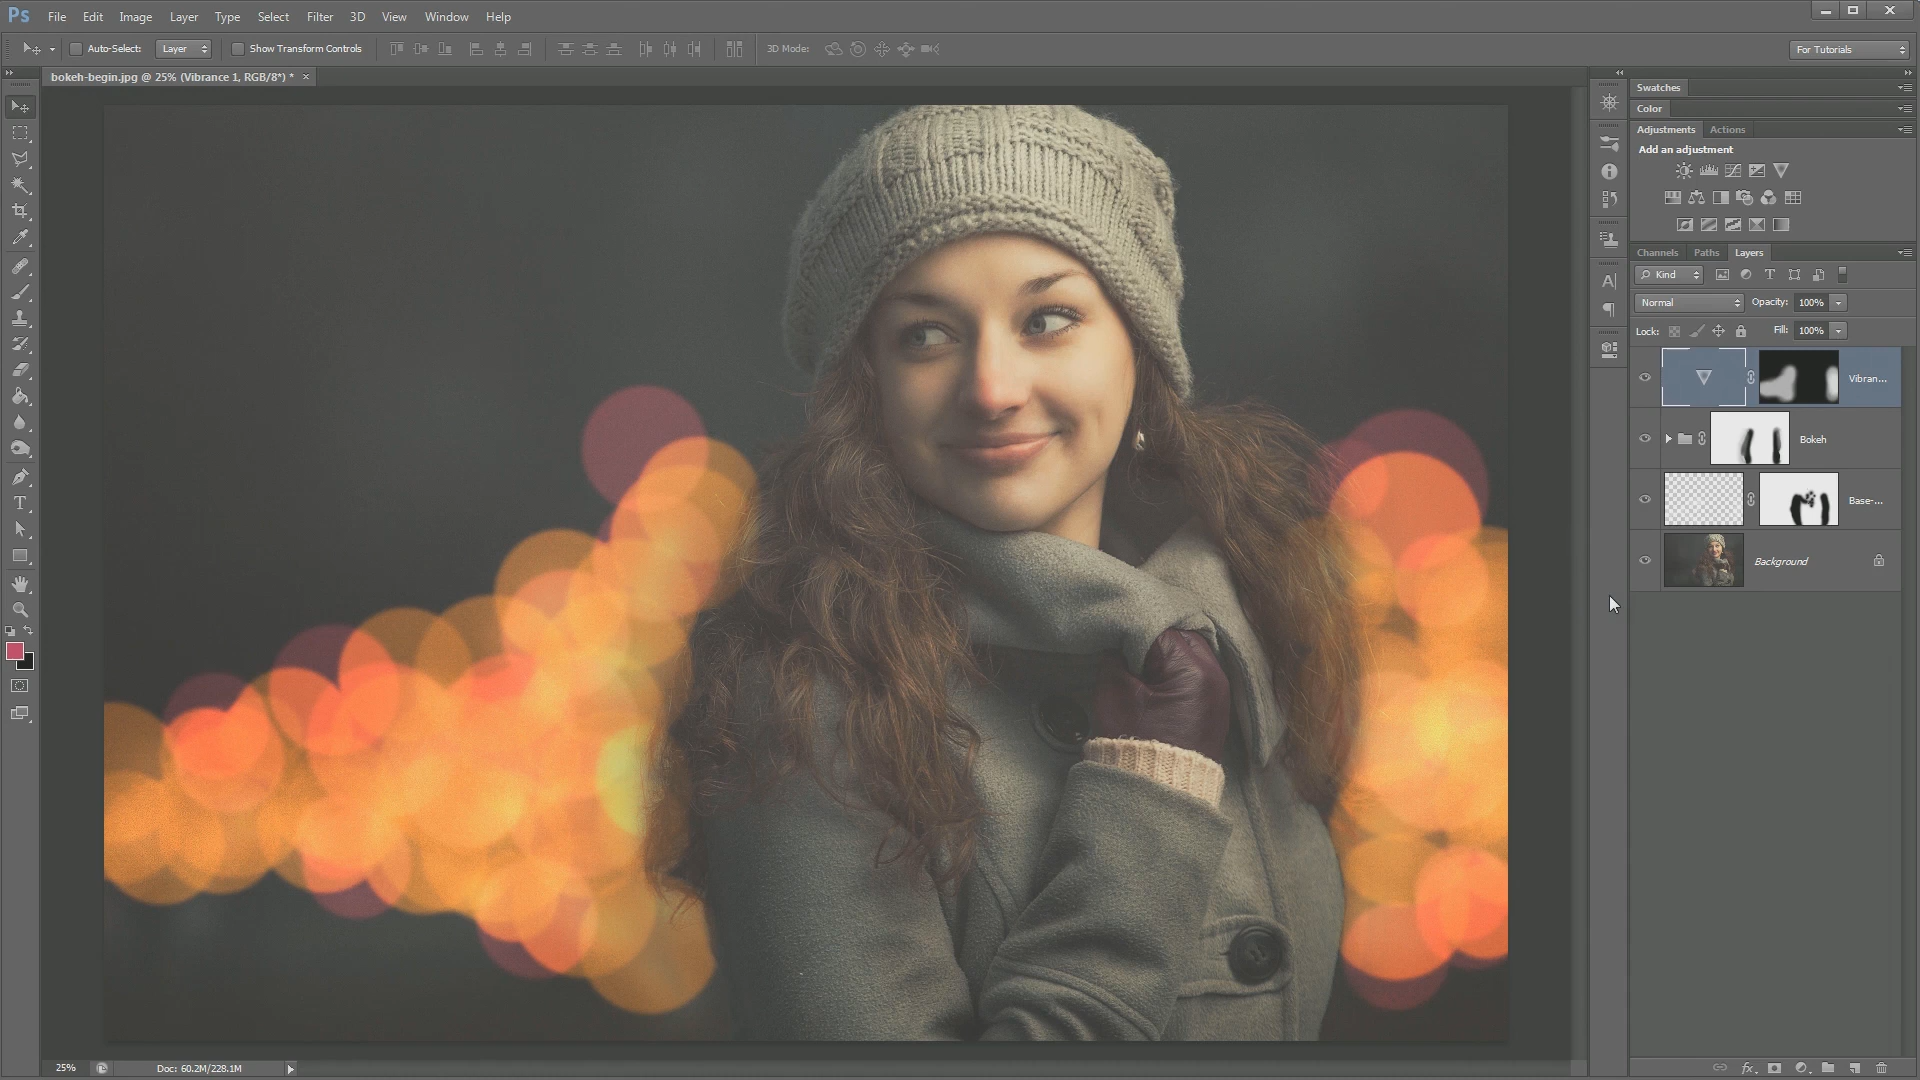 Ps File Edit Image Layer Type Select Filter 3D View Window Help
Auto-Select: Layer Show Transform Controls 3D Mode: For Tutorials
bokeh-begin.jpg @ 25% (Vibrance 1, RGB/8*) * ×
Swatches
Color
Adjustments Actions
Add an adjustment
Channels Paths Layers
Kind
Normal Opacity: 100%
Lock: Fill: 100%
Vibran...
Bokeh
Base-...
Background
25% Doc: 60.2M/228.1M